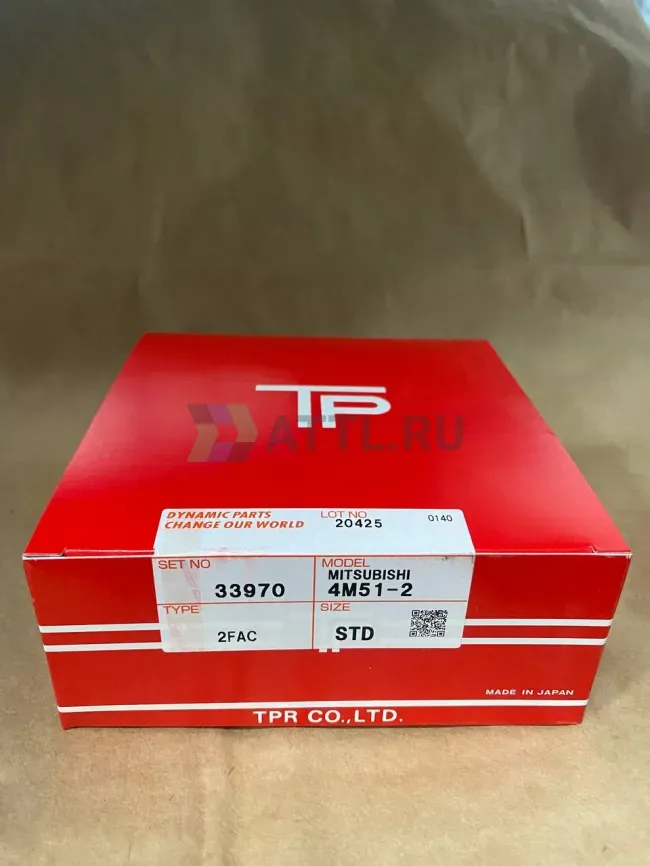 TP
ATTL.RU
DYNAMIC PARTS
CHANGE OUR WORLD
LOT NO
20425
0140
SET NO
33970
MODEL
MITSUBISHI
4M51-2
TYPE
2FAC
SIZE
STD
MADE IN JAPAN
TPR CO.,LTD.